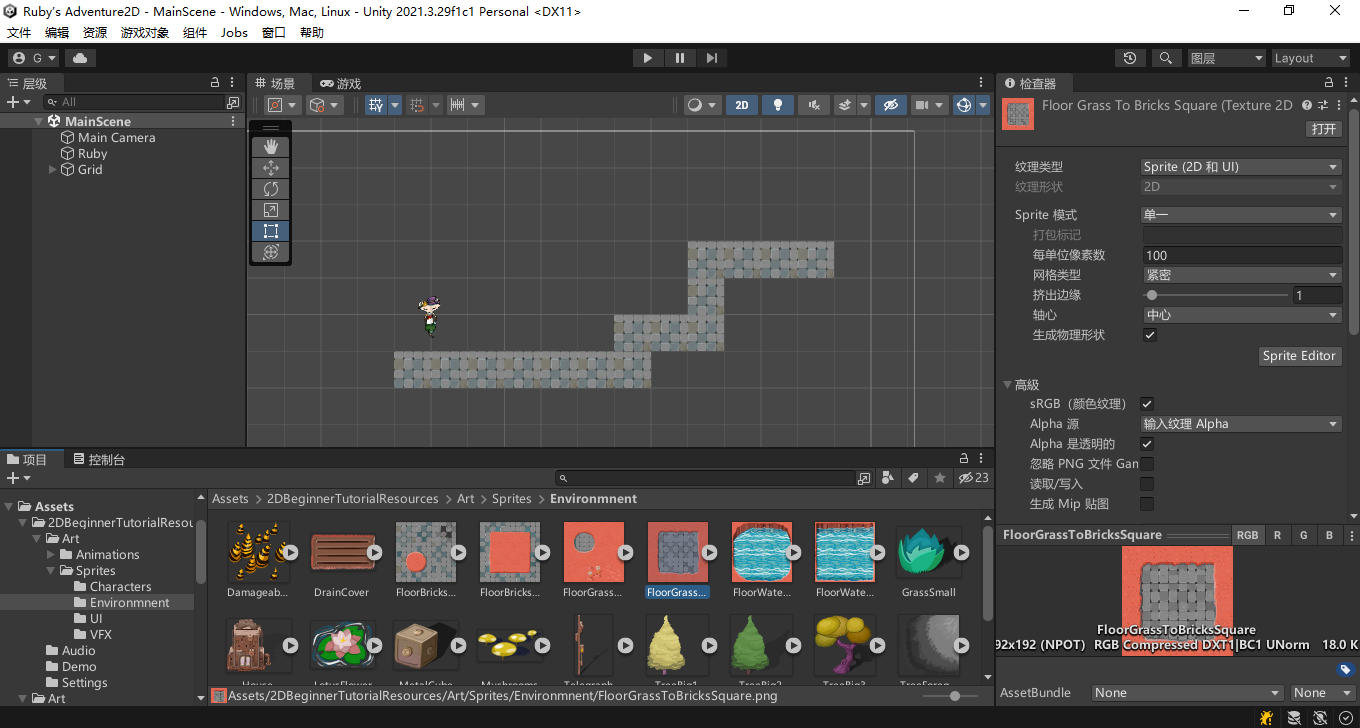 Ruby's Adventure2D - MainScene - Windows, Mac, Linux - Unity 2021.3.29f1c1 Personal <DX11>
文件 编辑 资源 游戏对象 组件 Jobs 窗口 帮助
G 图层 Layout
层级
All
MainScene
Main Camera
Ruby
Grid
场景 游戏
2D
检查器
Floor Grass To Bricks Square (Texture 2D
打开
纹理类型 Sprite (2D 和 UI)
纹理形状 2D
Sprite 模式 单一
打包标记
每单位像素数 100
网格类型 紧密
挤出边缘 1
轴心 中心
生成物理形状
Sprite Editor
高級
sRGB（颜色纹理）
Alpha 源 输入纹理 Alpha
Alpha 是透明的
忽略 PNG 文件 Gan
读取/写入
生成 Mip 贴图
项目 控制台
23
Assets
2DBeginnerTutorialResou
Art
Animations
Sprites
Characters
Environmnent
UI
VFX
Audio
Demo
Settings
Art
Assets > 2DBeginnerTutorialResources > Art > Sprites > Environmnent
Damageab... DrainCover FloorBricks... FloorBricks... FloorGrass... FloorGrass... FloorWate... FloorWate... GrassSmall
House LotusFlower MetalCube Mushrooms Telegraph TreeBig1 TreeBig2 TreeBig3
Assets/2DBeginnerTutorialResources/Art/Sprites/Environmnent/FloorGrassToBricksSquare.png
FloorGrassToBricksSquare RGB R G B
FloorGrassToBricksSquare
92x192 (NPOT) RGB Compressed DXT1|BC1 UNorm 18.0 K
AssetBundle None None